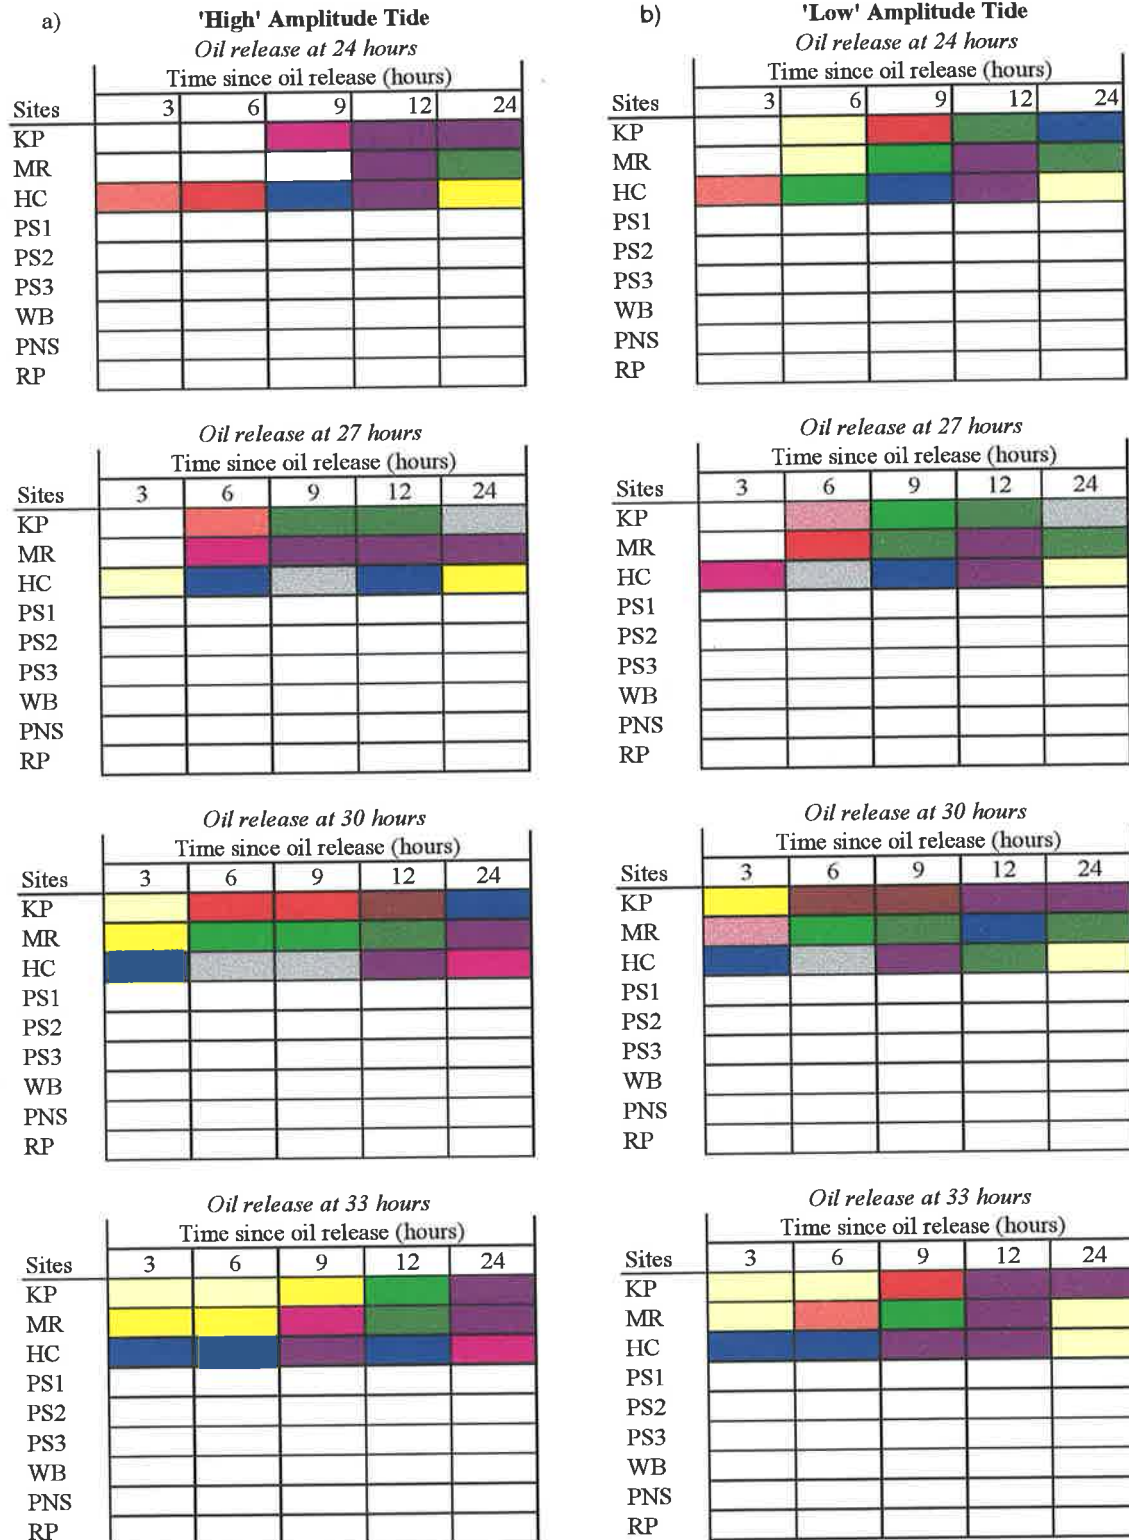 a)
'High' Amplitude Tide
Oil release at 24 hours
Time since oil release (hours)
Sites 3 6 9 12 24
KP
MR
HC
PS1
PS2
PS3
WB
PNS
RP
Oil release at 27 hours
Time since oil release (hours)
Sites 3 6 9 12 24
KP
MR
HC
PS1
PS2
PS3
WB
PNS
RP
Oil release at 30 hours
Time since oil release (hours)
Sites 3 6 9 12 24
KP
MR
HC
PS1
PS2
PS3
WB
PNS
RP
Oil release at 33 hours
Time since oil release (hours)
Sites 3 6 9 12 24
KP
MR
HC
PS1
PS2
PS3
WB
PNS
RP
b)
'Low' Amplitude Tide
Oil release at 24 hours
Time since oil release (hours)
Sites 3 6 9 12 24
KP
MR
HC
PS1
PS2
PS3
WB
PNS
RP
Oil release at 27 hours
Time since oil release (hours)
Sites 3 6 9 12 24
KP
MR
HC
PS1
PS2
PS3
WB
PNS
RP
Oil release at 30 hours
Time since oil release (hours)
Sites 3 6 9 12 24
KP
MR
HC
PS1
PS2
PS3
WB
PNS
RP
Oil release at 33 hours
Time since oil release (hours)
Sites 3 6 9 12 24
KP
MR
HC
PS1
PS2
PS3
WB
PNS
RP